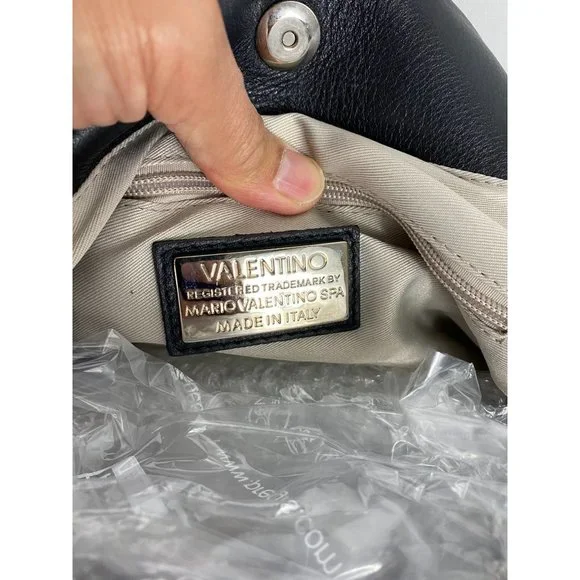 VALENTINO
REGISTERED TRADEMARK BY
MARIO VALENTINO SPA
MADE IN ITALY